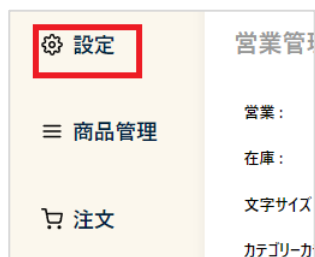 設定
商品管理
注文
営業管理
営業 :
在庫 :
文字サイズ
カテゴリーカ